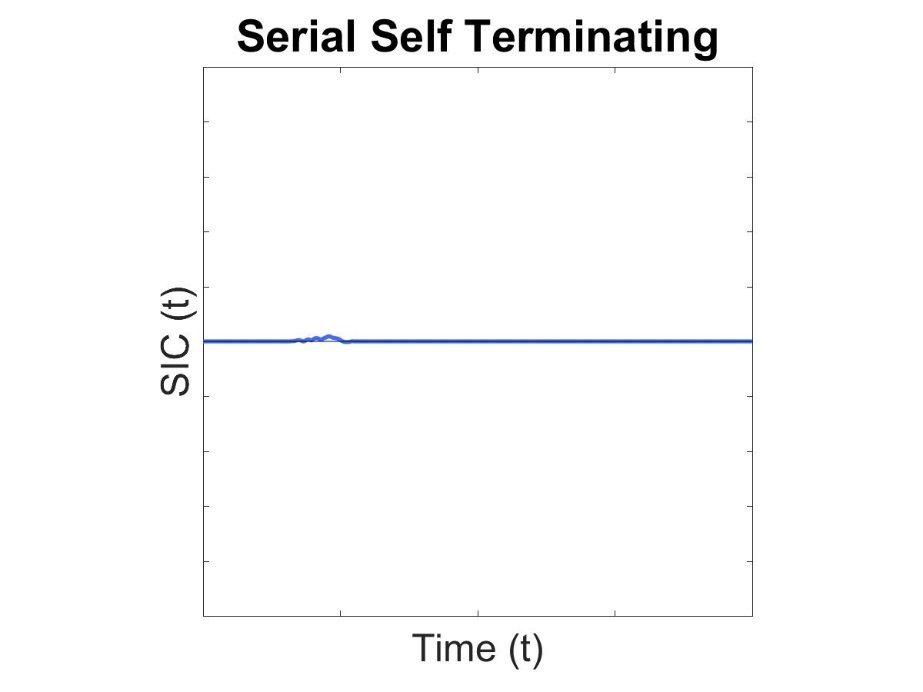 Serial Self Terminating
SIC (t)
Time (t)